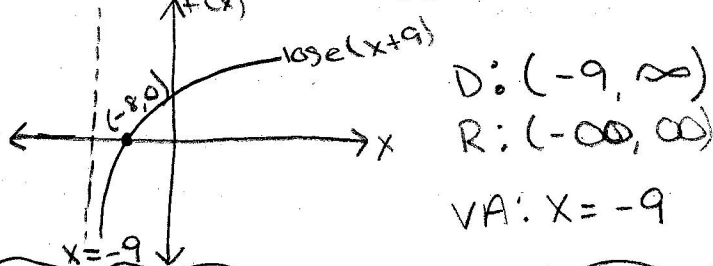 f(x)
loge(x+9)
(-8,0)
X
X=-9
D: (-9, ∞)
R: (-∞, ∞)
VA: X = -9